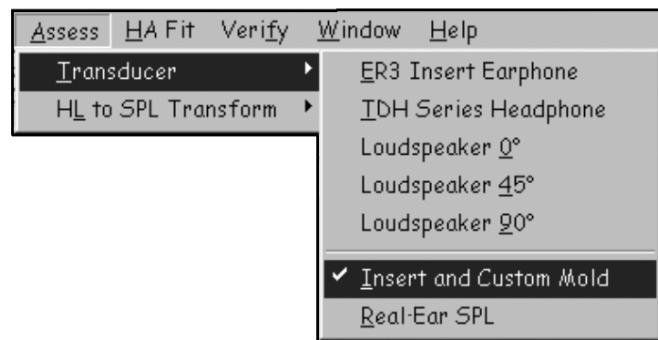 Assess HA Fit Verify Window Help
Transducer
HL to SPL Transform
ER3 Insert Earphone
TDH Series Headphone
Loudspeaker 0°
Loudspeaker 45°
Loudspeaker 90°
Insert and Custom Mold
Real-Ear SPL